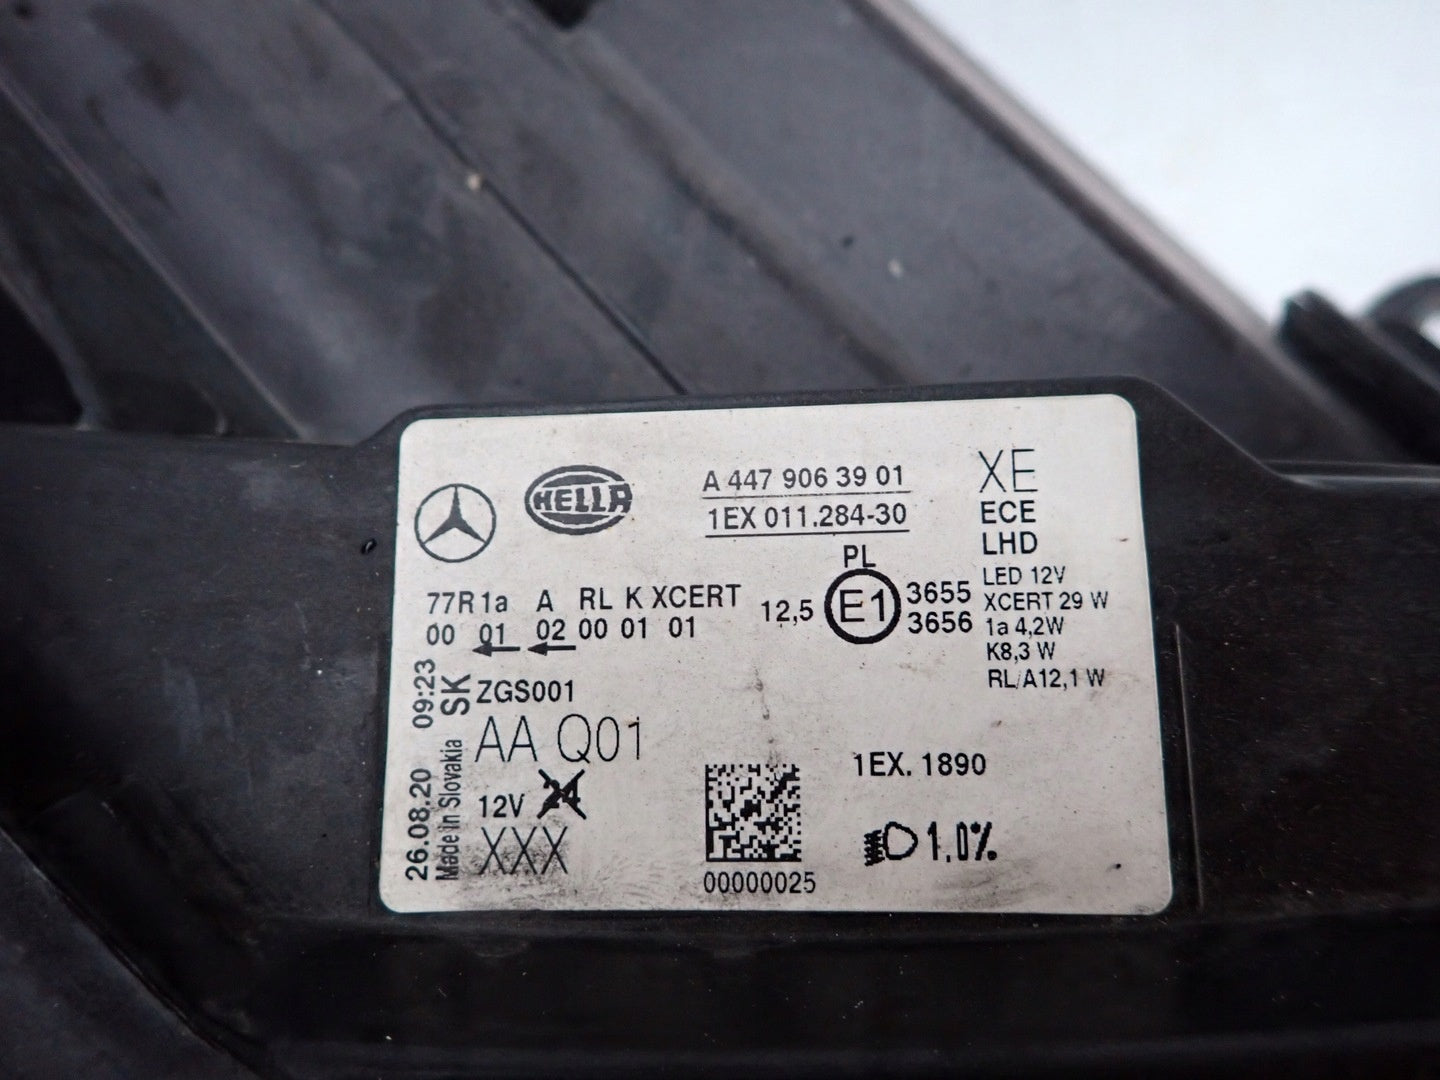 HELLA
A 447 906 39 01
1EX 011.284-30
XE
ECE
LHD
LED 12V
XCERT 29 W
1a 4,2W
K8,3 W
RL/A12,1 W
PL
12,5 E1 3655
3656
77R 1a A RL K XCERT
00 01 02 00 01 01
ZGS001
AA Q01
12V 24
XXX
26.08.20 09:23
Made in Slovakia SK
00000025
1EX. 1890
1,0%